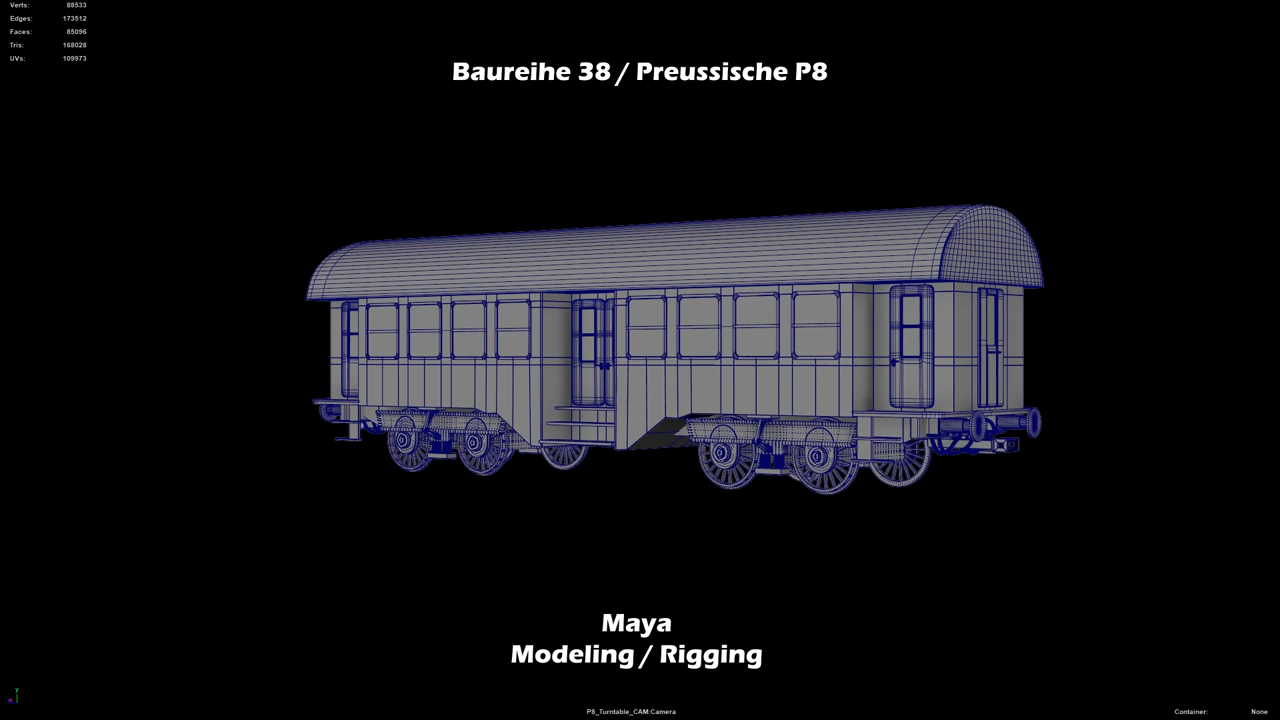 Verts: 88533
Edges: 173512
Faces: 85096
Tris: 168028
UVs: 109973
Baureihe 38 / Preussische P8
Maya
Modeling / Rigging
Y
P8_Turntable_CAM:Camera
Container: None